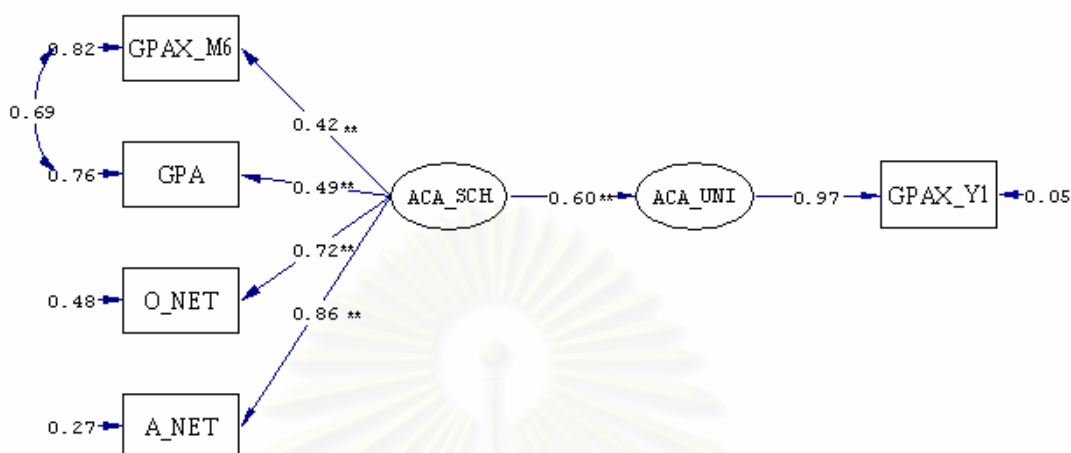 0.82 GPAX_M6
0.69
0.42 **
0.76 GPA
0.49** ACA_SCH 0.60** ACA_UNI 0.97 GPAX_Y1 0.05
0.72**
0.48 O_NET
0.86 **
0.27 A_NET